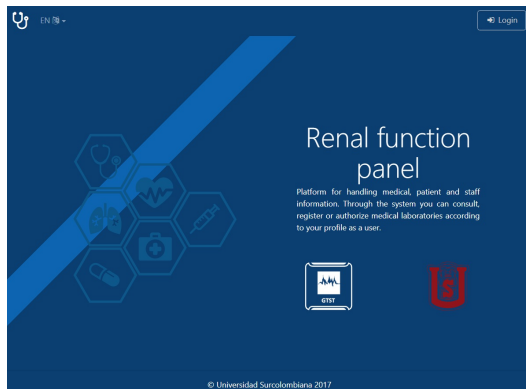 EN
Login
Renal function
panel
Platform for handling medical, patient and staff
information. Through the system you can consult,
register or authorize medical laboratories according
to your profile as a user.
GTST
S
© Universidad Surcolombiana 2017